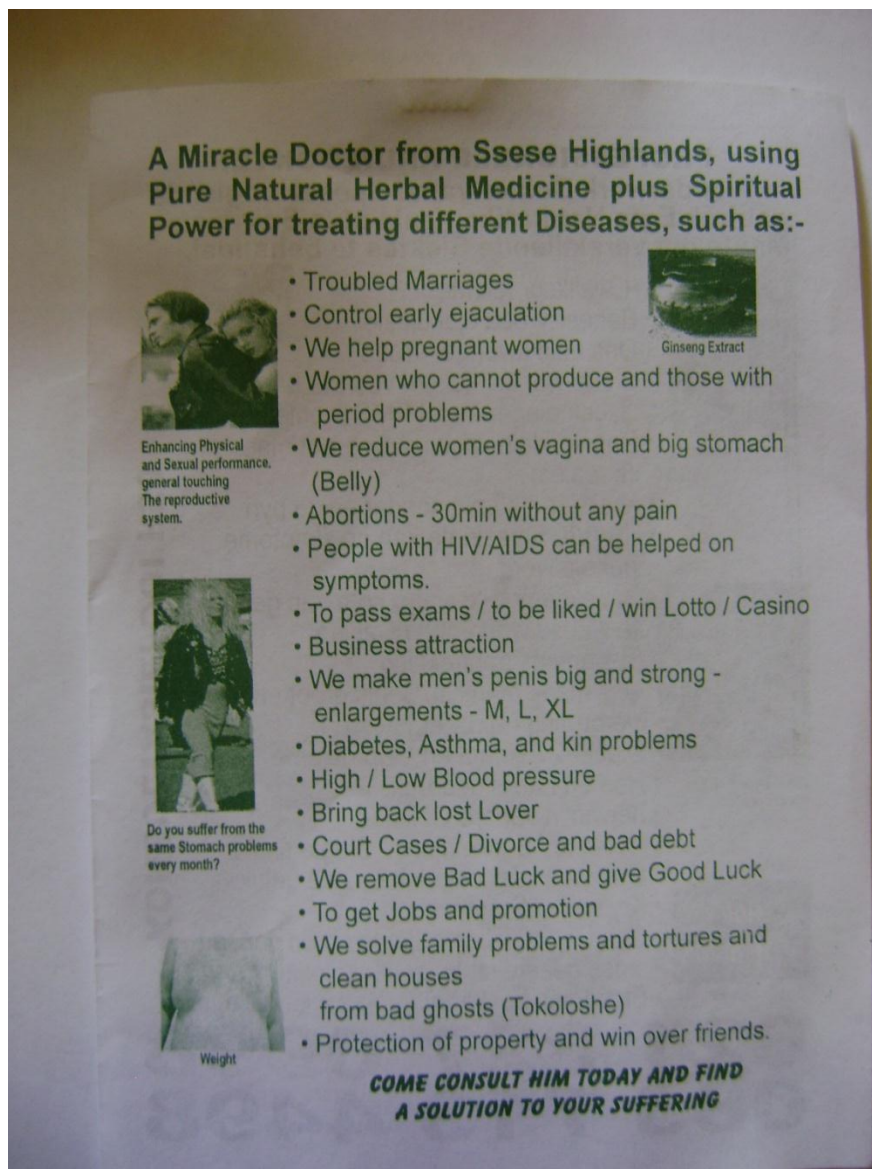 A Miracle Doctor from Ssese Highlands, using
Pure Natural Herbal Medicine plus Spiritual
Power for treating different Diseases, such as:-
• Troubled Marriages
• Control early ejaculation
• We help pregnant women
Ginseng Extract
• Women who cannot produce and those with
period problems
Enhancing Physical
and Sexual performance.
general touching
The reproductive
system.
• We reduce women's vagina and big stomach
(Belly)
• Abortions - 30min without any pain
• People with HIV/AIDS can be helped on
symptoms.
• To pass exams / to be liked / win Lotto / Casino
• Business attraction
• We make men's penis big and strong -
enlargements - M, L, XL
• Diabetes, Asthma, and kin problems
• High / Low Blood pressure
• Bring back lost Lover
Do you suffer from the
same Stomach problems
every month?
• Court Cases / Divorce and bad debt
• We remove Bad Luck and give Good Luck
• To get Jobs and promotion
• We solve family problems and tortures and
clean houses
from bad ghosts (Tokoloshe)
• Protection of property and win over friends.
Weight
COME CONSULT HIM TODAY AND FIND
A SOLUTION TO YOUR SUFFERING